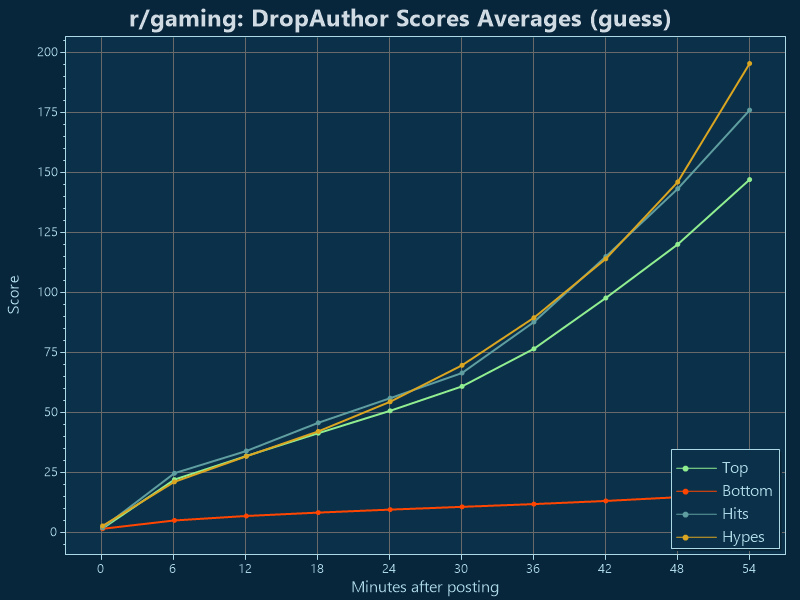 r/gaming: DropAuthor Scores Averages (guess)
200
175
150
125
100
75
50
25
0
Score
0 6 12 18 24 30 36 42 48 54
Minutes after posting
Top
Bottom
Hits
Hypes